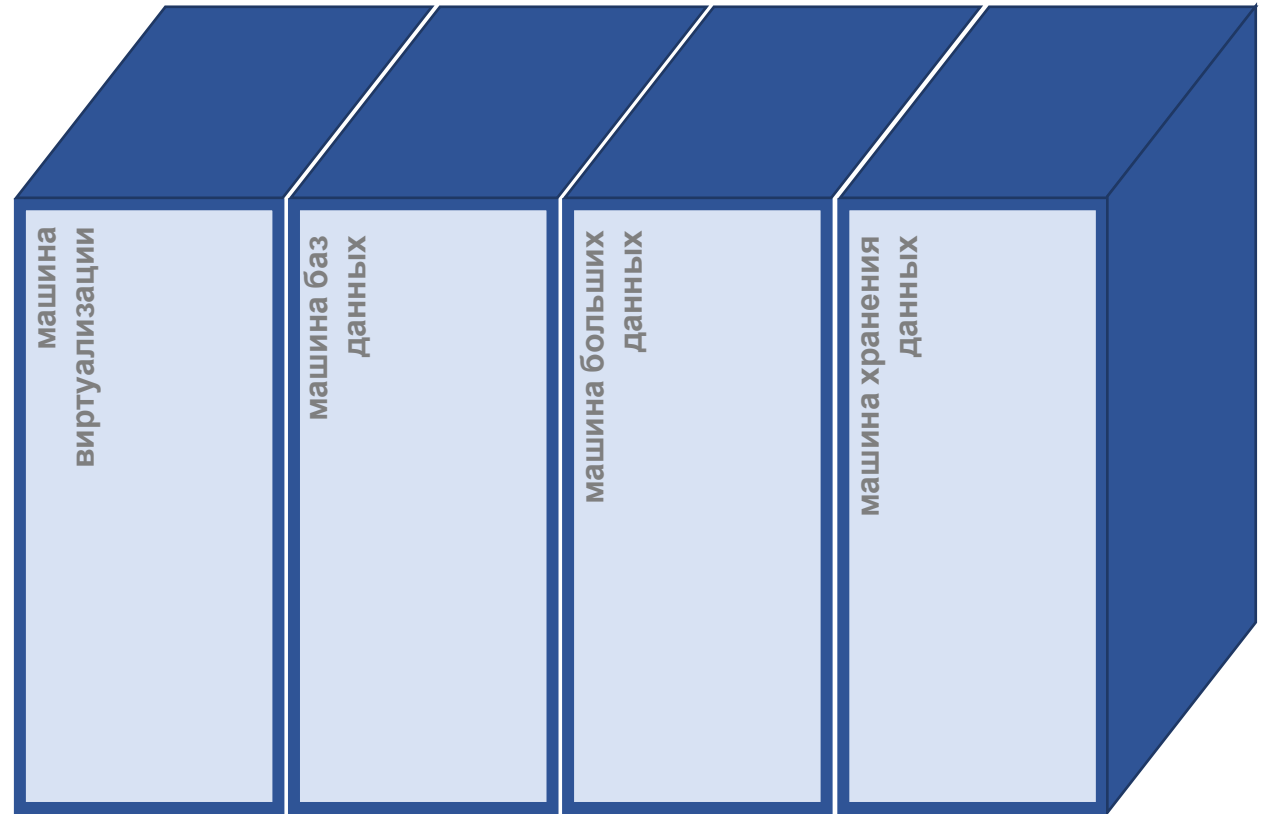 машина
виртуализации
машина баз
данных
машина больших
данных
машина хранения
данных